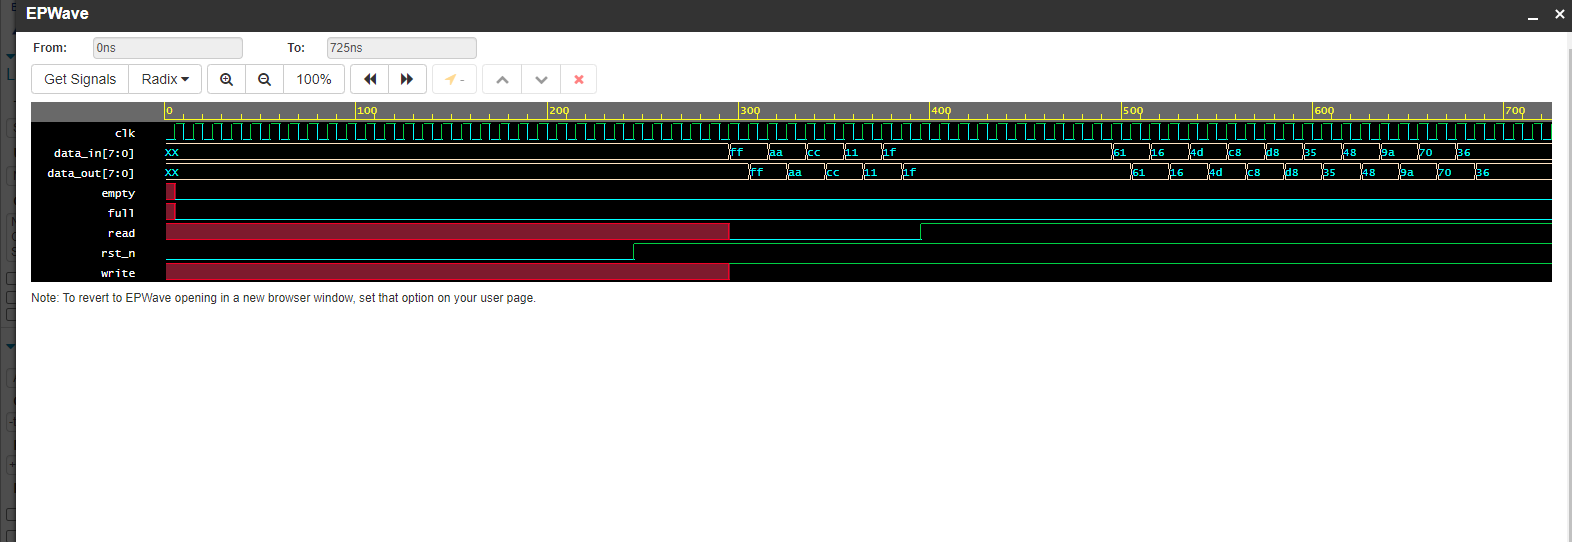 EPWave
From: 0ns To: 725ns
Get Signals Radix 100% -
0 100 200 300 400 500 600 700
clk
data_in[7:0] XX ff aa cc 11 1f 61 16 4d c8 d8 35 48 9a 70 36
data_out[7:0] XX ff aa cc 11 1f 61 16 4d c8 d8 35 48 9a 70 36
empty
full
read
rst_n
write
Note: To revert to EPWave opening in a new browser window, set that option on your user page.